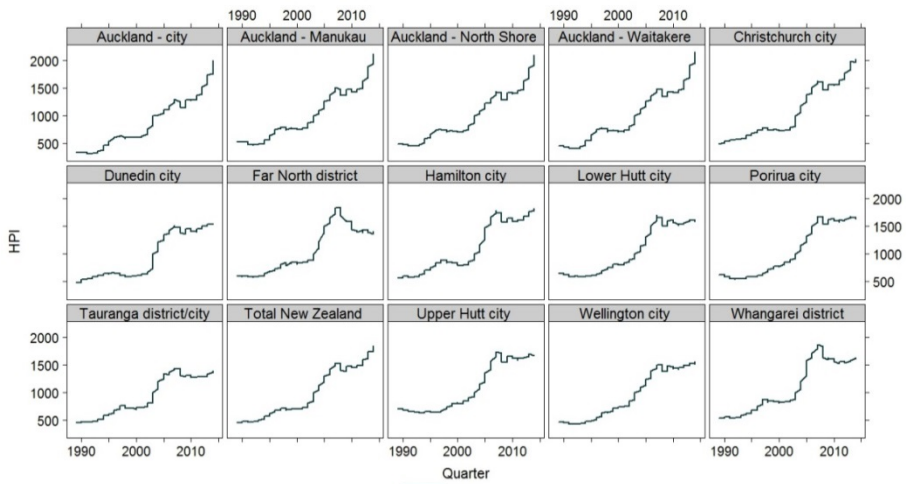 1990 2000 2010 1990 2000 2010
Auckland - city Auckland - Manukau Auckland - North Shore Auckland - Waitakere Christchurch city
2000
1500
1000
500
Dunedin city Far North district Hamilton city Lower Hutt city Porirua city
2000
1500
1000
500
HPI
Tauranga district/city Total New Zealand Upper Hutt city Wellington city Whangarei district
2000
1500
1000
500
1990 2000 2010 1990 2000 2010 1990 2000 2010
Quarter